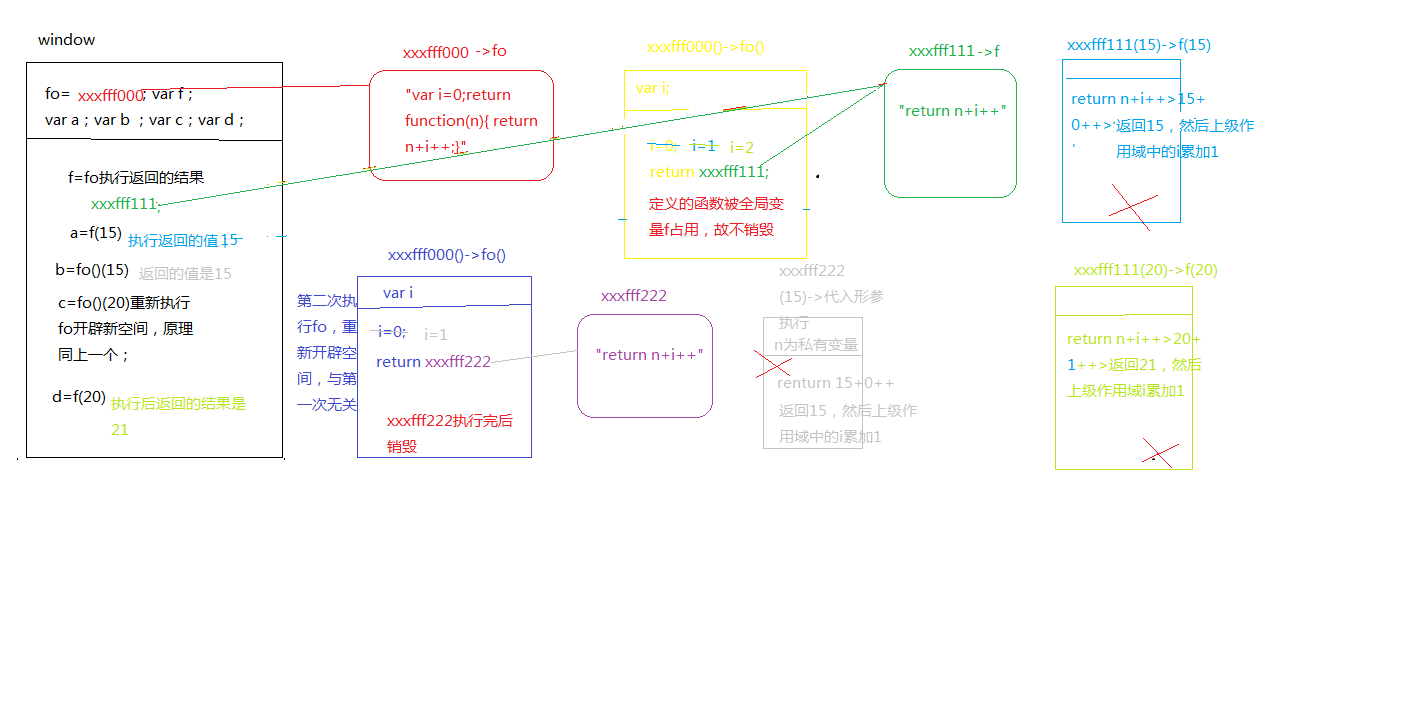 window
fo= xxxfff000; var f ;
var a ; var b ; var c ; var d ;
f=fo执行返回的结果
xxxfff111;
a=f(15) 执行返回的值15
b=fo()(15) 返回的值是15
c=fo()(20)重新执行
fo开辟新空间，原理
同上一个；
d=f(20) 执行后返回的结果是
21
xxxfff000 ->fo
"var i=0;return
function(n){ return
n+i++;}"
xxxfff000()->fo()
var i;
i=0; i=1 i=2
return xxxfff111;
定义的函数被全局变
量f占用，故不销毁
xxxfff111 ->f
"return n+i++"
xxxfff111(15)->f(15)
return n+i++>15+
0++>'返回15，然后上级作
' 用域中的i累加1
xxxfff000()->fo()
第二次执
行fo，重
新开辟空
间，与第
一次无关
var i
i=0; i=1
return xxxfff222
xxxfff222执行完后
销毁
xxxfff222
"return n+i++"
xxxfff222
(15)->代入形参
执行
n为私有变量
renturn 15+0++
返回15，然后上级作
用域中的i累加1
xxxfff111(20)->f(20)
return n+i++>20+
1++>返回21，然后
上级作用域i累加1